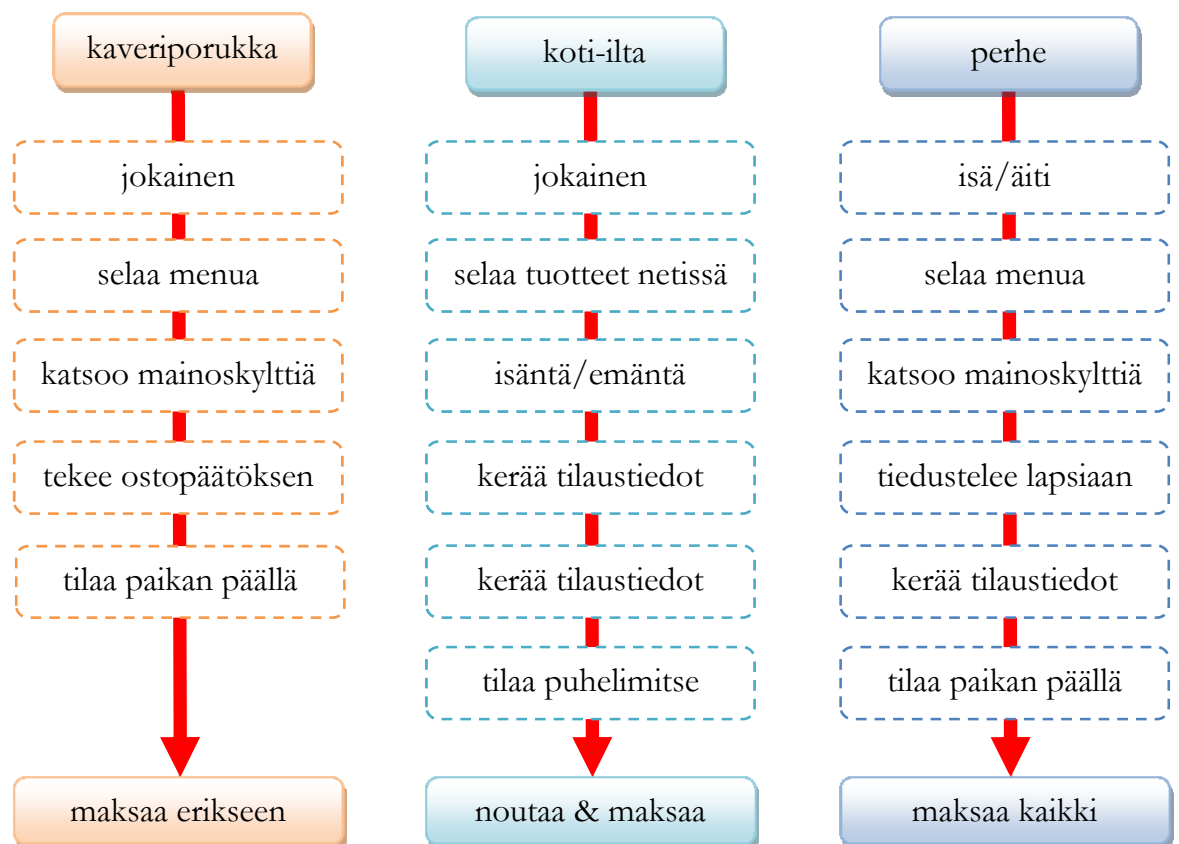 kaveriporukka
jokainen
selaa menua
katsoo mainoskylttiä
tekee ostopäätöksen
tilaa paikan päällä
maksaa erikseen
koti-ilta
jokainen
selaa tuotteet netissä
isäntä/emäntä
kerää tilaustiedot
kerää tilaustiedot
tilaa puhelimitse
noutaa & maksaa
perhe
isä/äiti
selaa menua
katsoo mainoskylttiä
tiedustelee lapsiaan
kerää tilaustiedot
tilaa paikan päällä
maksaa kaikki